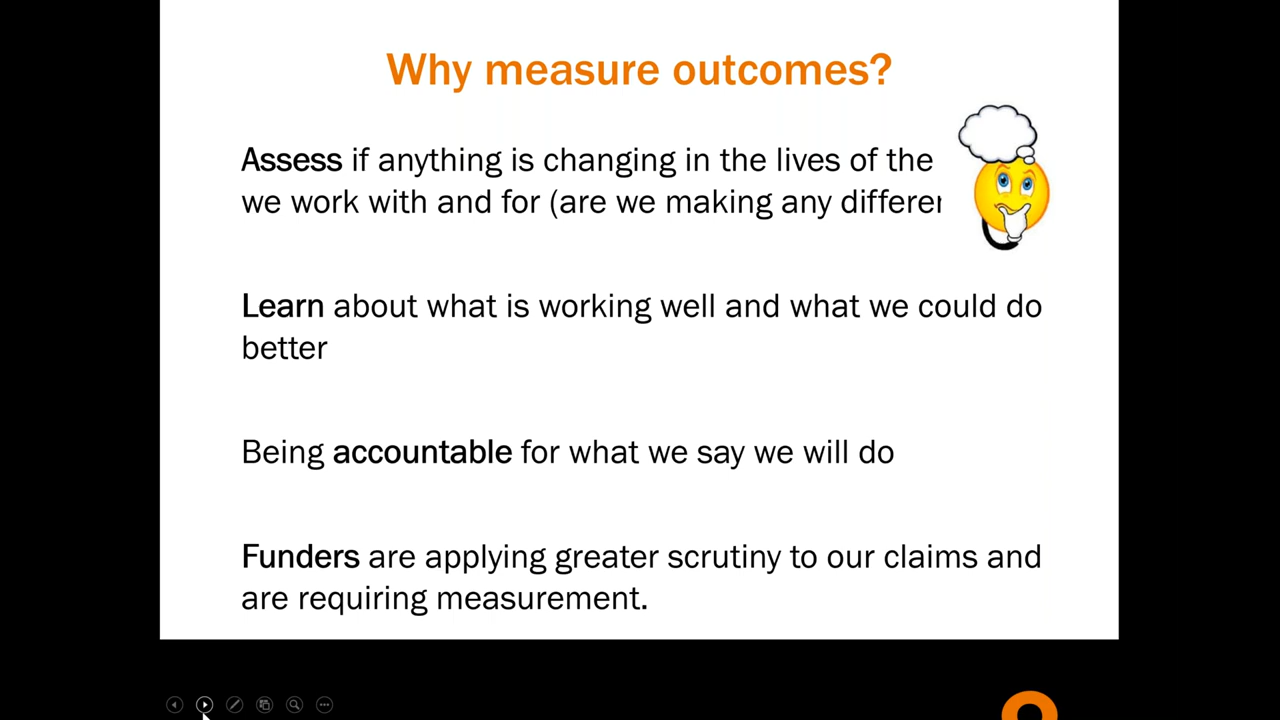 Why measure outcomes?
Assess if anything is changing in the lives of the
we work with and for (are we making any
Learn about what is working well and what we could do
better
Being accountable for what we say we will do
Funders are applying greater scrutiny to our claims and
are requiring measurement.